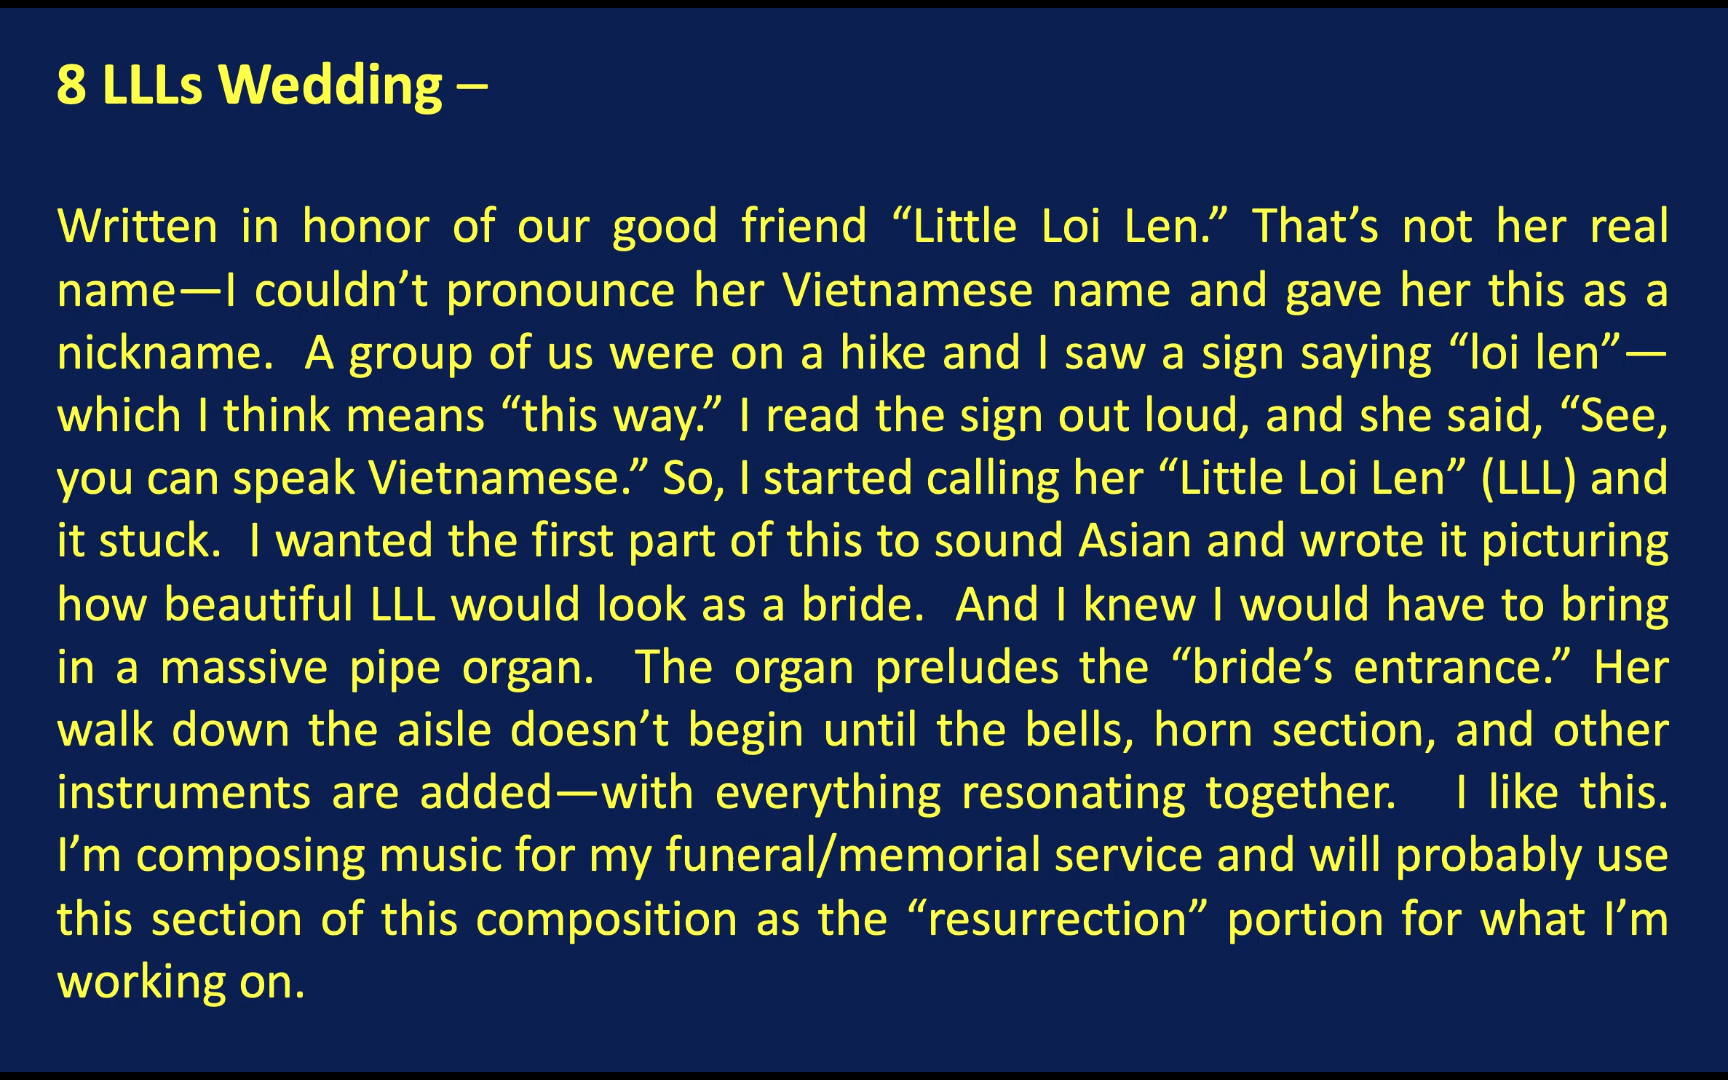 8 LLLs Wedding –
Written in honor of our good friend “Little Loi Len.” That’s not her real
name—I couldn’t pronounce her Vietnamese name and gave her this as a
nickname.  A group of us were on a hike and I saw a sign saying “loi len”—
which I think means “this way.” I read the sign out loud, and she said, “See,
you can speak Vietnamese.” So, I started calling her “Little Loi Len” (LLL) and
it stuck.  I wanted the first part of this to sound Asian and wrote it picturing
how beautiful LLL would look as a bride.  And I knew I would have to bring
in a massive pipe organ.  The organ preludes the “bride’s entrance.” Her
walk down the aisle doesn’t begin until the bells, horn section, and other
instruments are added—with everything resonating together.   I like this.
I’m composing music for my funeral/memorial service and will probably use
this section of this composition as the “resurrection” portion for what I’m
working on.